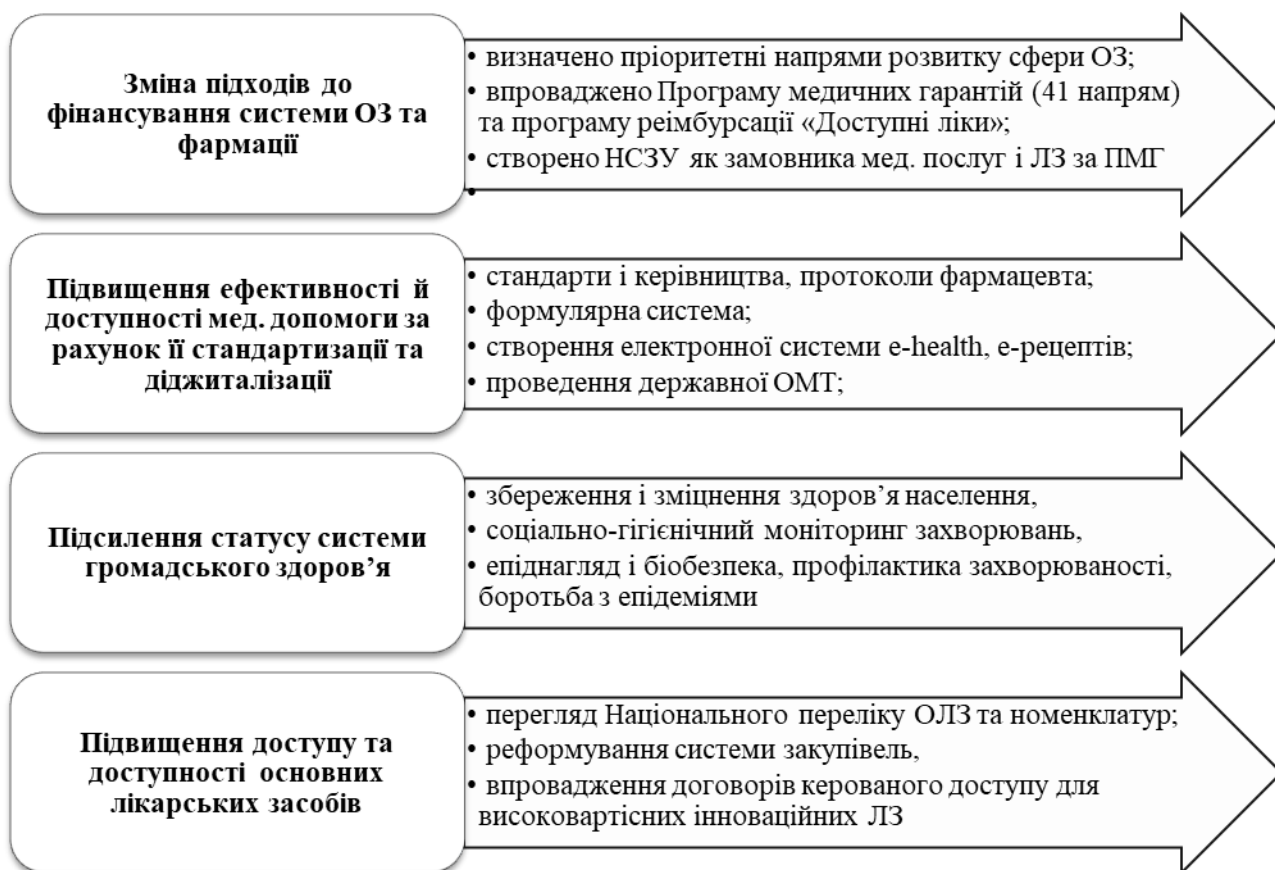 Зміна підходів до
фінансування системи ОЗ та
фармації
• визначено пріоритетні напрями розвитку сфери ОЗ;
• впроваджено Програму медичних гарантій (41 напрям)
та програму реімбурсації «Доступні ліки»;
• створено НСЗУ як замовника мед. послуг і ЛЗ за ПМГ
•
Підвищення ефективності й
доступності мед. допомоги за
рахунок її стандартизації та
діджиталізації
• стандарти і керівництва, протоколи фармацевта;
• формулярна система;
• створення електронної системи e-health, е-рецептів;
• проведення державної ОМТ;
Підсилення статусу системи
громадського здоров’я
• збереження і зміцнення здоров’я населення,
• соціально-гігієнічний моніторинг захворювань,
• епіднагляд і біобезпека, профілактика захворюваності,
боротьба з епідеміями
Підвищення доступу та
доступності основних
лікарських засобів
• перегляд Національного переліку ОЛЗ та номенклатур;
• реформування системи закупівель,
• впровадження договорів керованого доступу для
високовартісних інноваційних ЛЗ